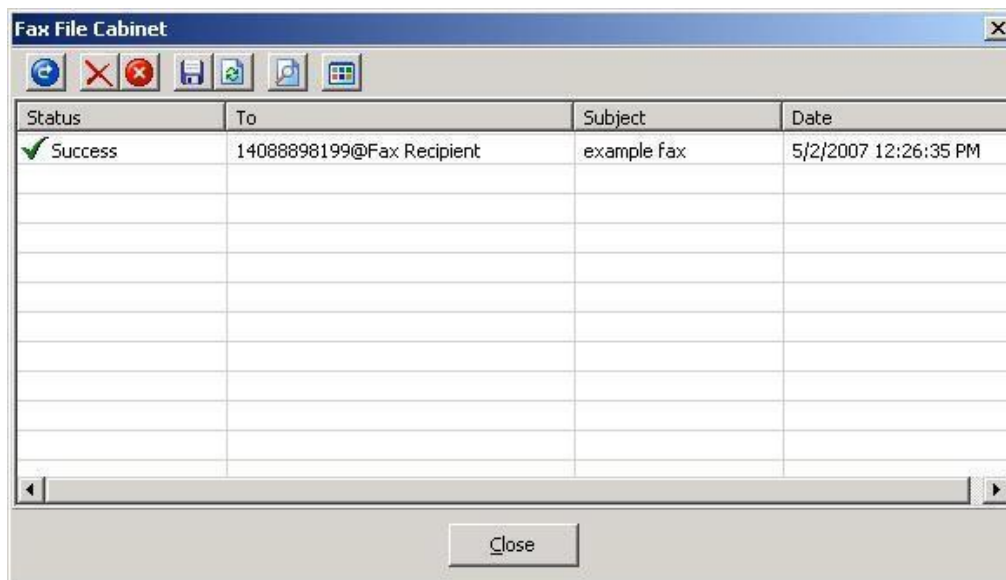 Fax File Cabinet
Status To Subject Date
Success 14088898199@Fax Recipient example fax 5/2/2007 12:26:35 PM
Close